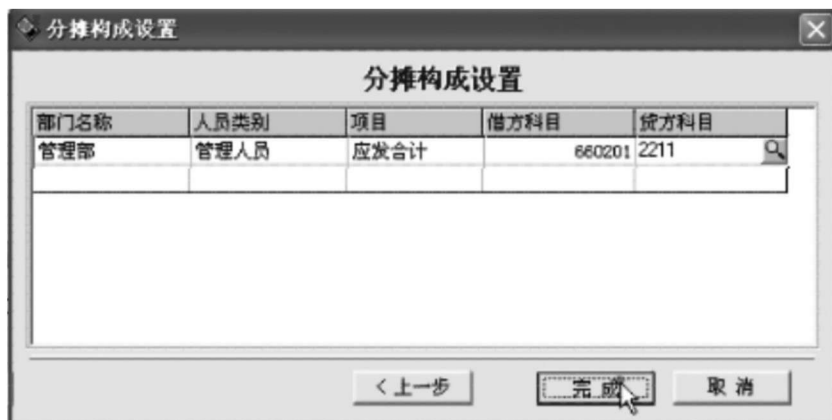 分摊构成设置
分摊构成设置
部门名称 人员类别 项目 借方科目 贷方科目
管理部 管理人员 应发合计 660201 2211
<上一步 完成 取消